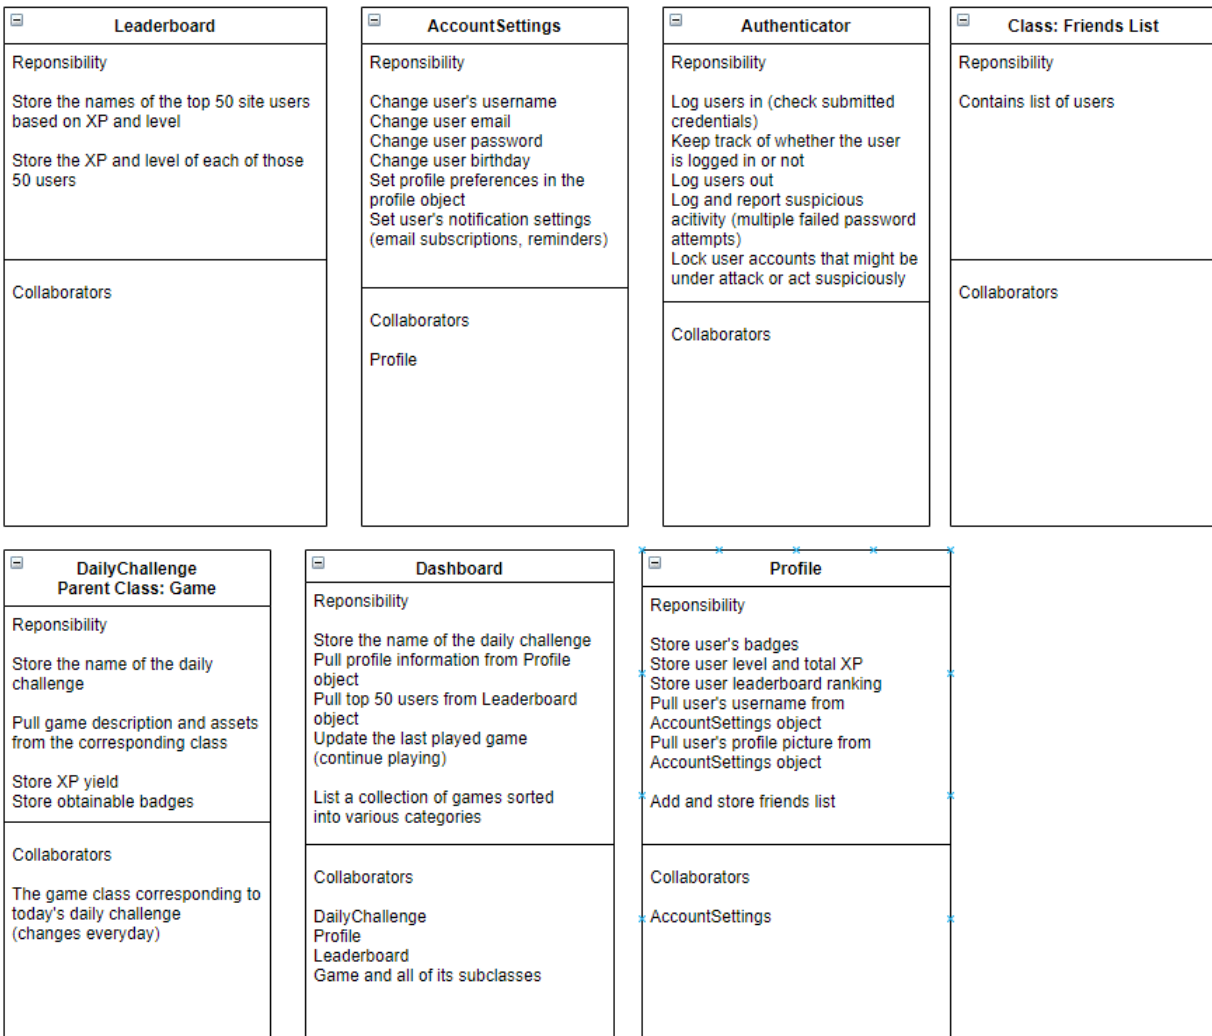 Leaderboard
Reponsibility
Store the names of the top 50 site users
based on XP and level
Store the XP and level of each of those
50 users
Collaborators
AccountSettings
Reponsibility
Change user's username
Change user email
Change user password
Change user birthday
Set profile preferences in the
profile object
Set user's notification settings
(email subscriptions, reminders)
Collaborators
Profile
Authenticator
Reponsibility
Log users in (check submitted
credentials)
Keep track of whether the user
is logged in or not
Log users out
Log and report suspicious
acitivity (multiple failed password
attempts)
Lock user accounts that might be
under attack or act suspiciously
Collaborators
Class: Friends List
Reponsibility
Contains list of users
Collaborators
DailyChallenge
Parent Class: Game
Reponsibility
Store the name of the daily
challenge
Pull game description and assets
from the corresponding class
Store XP yield
Store obtainable badges
Collaborators
The game class corresponding to
today's daily challenge
(changes everyday)
Dashboard
Reponsibility
Store the name of the daily challenge
Pull profile information from Profile
object
Pull top 50 users from Leaderboard
object
Update the last played game
(continue playing)
List a collection of games sorted
into various categories
Collaborators
DailyChallenge
Profile
Leaderboard
Game and all of its subclasses
Profile
Reponsibility
Store user's badges
Store user level and total XP
Store user leaderboard ranking
Pull user's username from
AccountSettings object
Pull user's profile picture from
AccountSettings object
Add and store friends list
Collaborators
AccountSettings